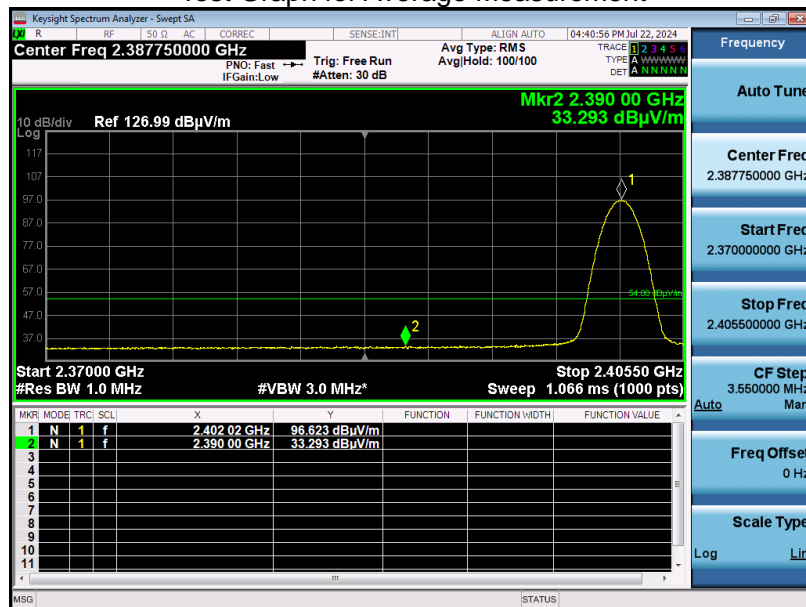 Test Graph for Average Measurement
Keysight Spectrum Analyzer - Swept SA
LXI R RF 50 Ω AC CORREC SENSE:INT ALIGN AUTO 04:40:56 PM Jul 22, 2024
Center Freq 2.387750000 GHz
PNO: Fast
IFGain:Low
Trig: Free Run
#Atten: 30 dB
Avg Type: RMS
Avg|Hold: 100/100
TRACE 1 2 3 4 5 6
TYPE A WWWWW
DET A N N N N N
Mkr2 2.390 00 GHz
33.293 dBμV/m
10 dB/div Ref 126.99 dBμV/m
Log
117
107
97.0
87.0
77.0
67.0
57.0
47.0
37.0
1
54.00 dBμV/m
2
Start 2.37000 GHz Stop 2.40550 GHz
#Res BW 1.0 MHz #VBW 3.0 MHz* Sweep 1.066 ms (1000 pts)
MKR MODE TRC SCL X Y FUNCTION FUNCTION WIDTH FUNCTION VALUE
1 N 1 f 2.402 02 GHz 96.623 dBμV/m
2 N 1 f 2.390 00 GHz 33.293 dBμV/m
3
4
5
6
7
8
9
10
11
MSG STATUS
Frequency
Auto Tune
Center Freq
2.387750000 GHz
Start Freq
2.370000000 GHz
Stop Freq
2.405500000 GHz
CF Step
3.550000 MHz
Auto Man
Freq Offset
0 Hz
Scale Type
Log Lin